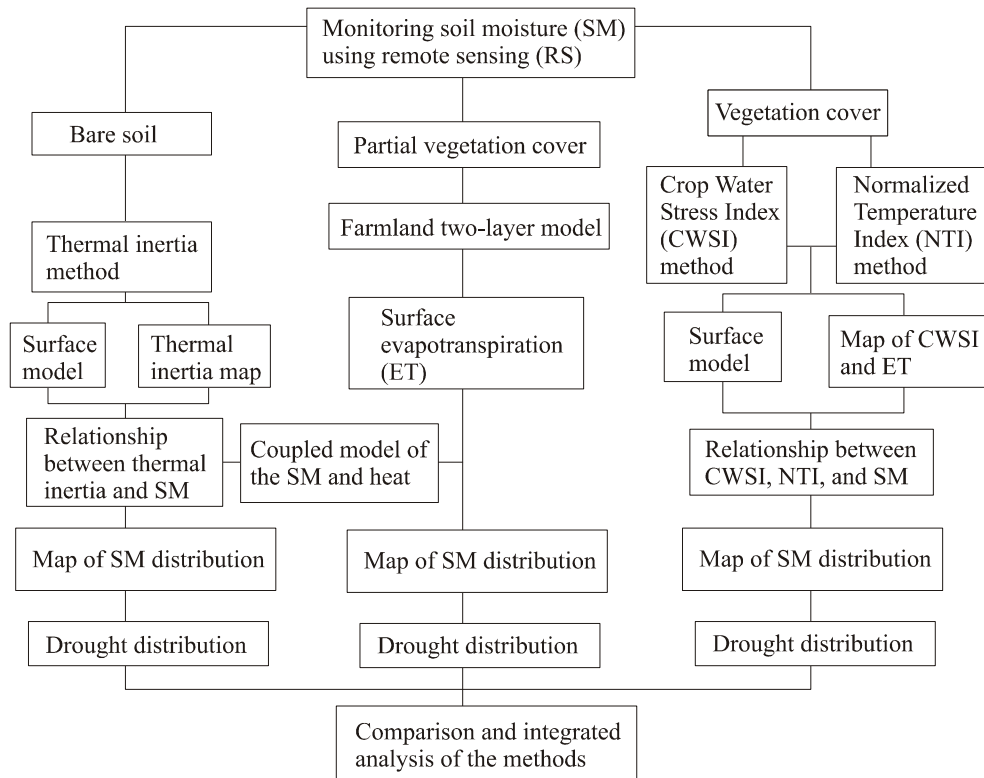 Monitoring soil moisture (SM)
using remote sensing (RS)
Bare soil
Partial vegetation cover
Vegetation cover
Thermal inertia
method
Farmland two-layer model
Crop Water
Stress Index
(CWSI)
method
Normalized
Temperature
Index (NTI)
method
Surface
model
Thermal
inertia map
Surface
evapotranspiration
(ET)
Surface
model
Map of CWSI
and ET
Relationship
between thermal
inertia and SM
Coupled model of
the SM and heat
Relationship between
CWSI, NTI, and SM
Map of SM distribution
Map of SM distribution
Map of SM distribution
Drought distribution
Drought distribution
Drought distribution
Comparison and integrated
analysis of the methods